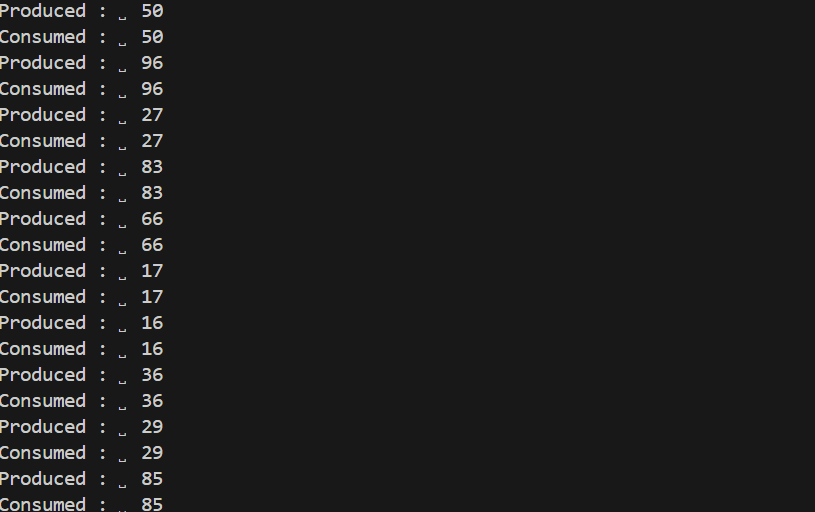 Produced : ␣ 50
Consumed : ␣ 50
Produced : ␣ 96
Consumed : ␣ 96
Produced : ␣ 27
Consumed : ␣ 27
Produced : ␣ 83
Consumed : ␣ 83
Produced : ␣ 66
Consumed : ␣ 66
Produced : ␣ 17
Consumed : ␣ 17
Produced : ␣ 16
Consumed : ␣ 16
Produced : ␣ 36
Consumed : ␣ 36
Produced : ␣ 29
Consumed : ␣ 29
Produced : ␣ 85
Consumed : ␣ 85